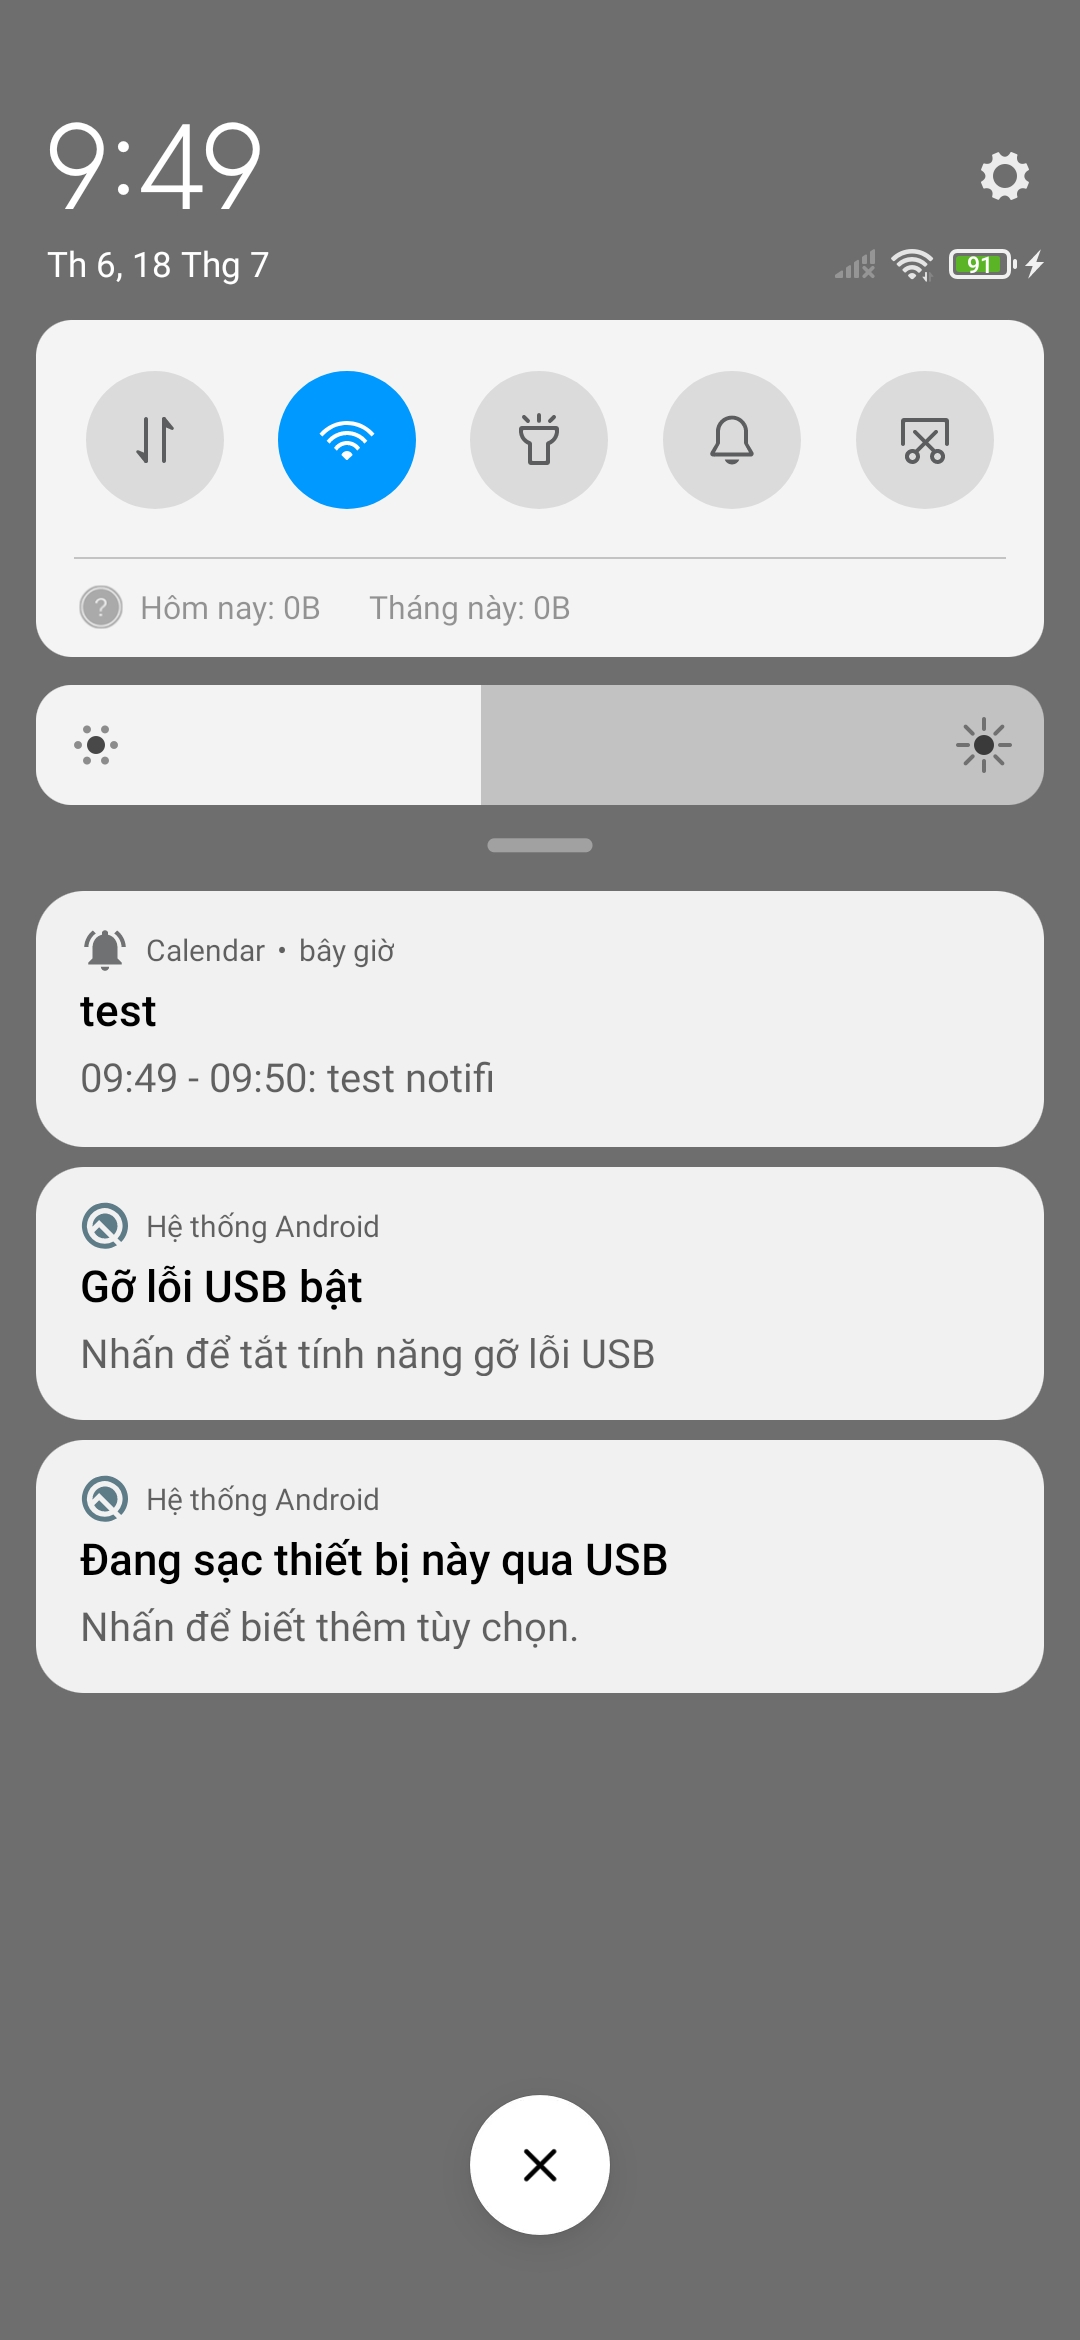 9:49
Th 6, 18 Thg 7
91
? Hôm nay: 0B Tháng này: 0B
Calendar • bây giờ
test
09:49 - 09:50: test notifi
Hệ thống Android
Gỡ lỗi USB bật
Nhấn để tắt tính năng gỡ lỗi USB
Hệ thống Android
Đang sạc thiết bị này qua USB
Nhấn để biết thêm tùy chọn.